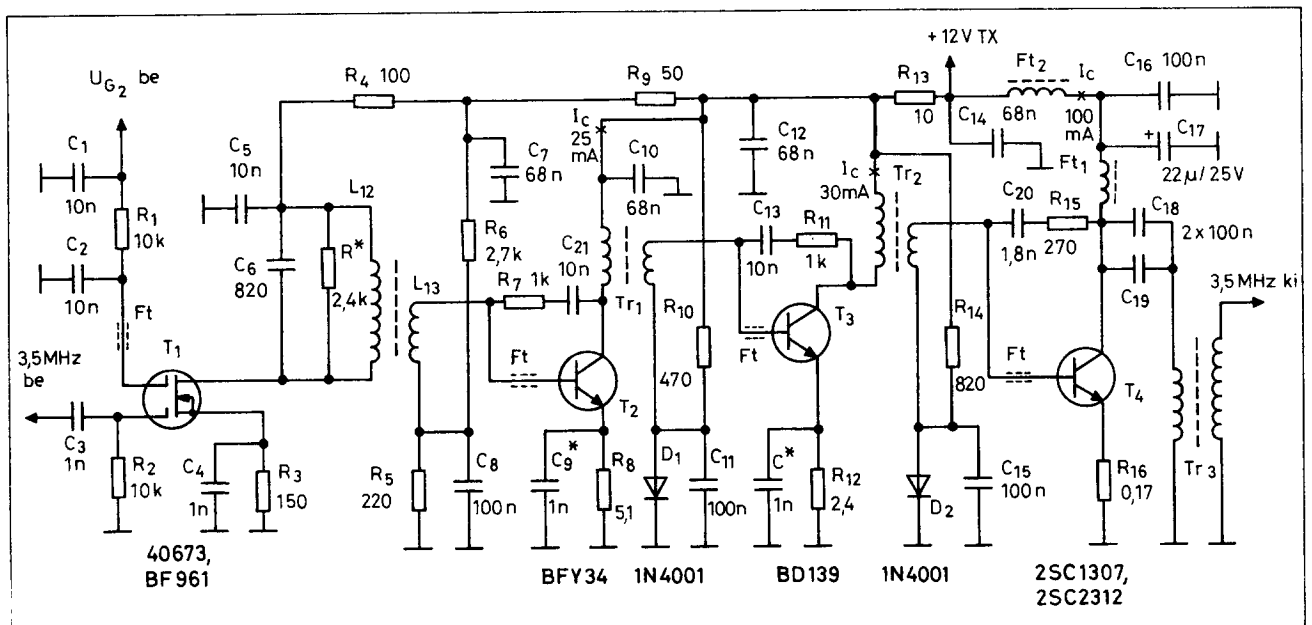 U_G2 be
R4 100
R9 50
R13
10
+12V TX
Ft2
68n
Ic
100
mA
C16 100n
C17
+
22µ/25V
C14
Ft1
C1
10n
R1
10k
C2
10n
Ft
C5
10n
L12
C6
820
R*
2,4k
C7
68n
R6
2,7k
L13
R7 1k
C21
10n
Ic
25
mA
C10
68n
Tr1
C12
68n
Ic
30mA
Tr2
C13
10n
R11
1k
C20
1,8n
R15
270
C18
2×100n
C19
3,5MHz ki
3,5MHz
be
T1
C3
1n
R2
10k
C4
1n
R3
150
R5
220
C8
100n
Ft
T2
C9*
1n
R8
5,1
R10
470
D1
C11
100n
Ft
T3
C*
1n
R12
2,4
R14
820
D2
C15
100n
Ft
T4
R16
0,17
Tr3
40673,
BF961
BFY34
1N4001
BD139
1N4001
2SC1307,
2SC2312